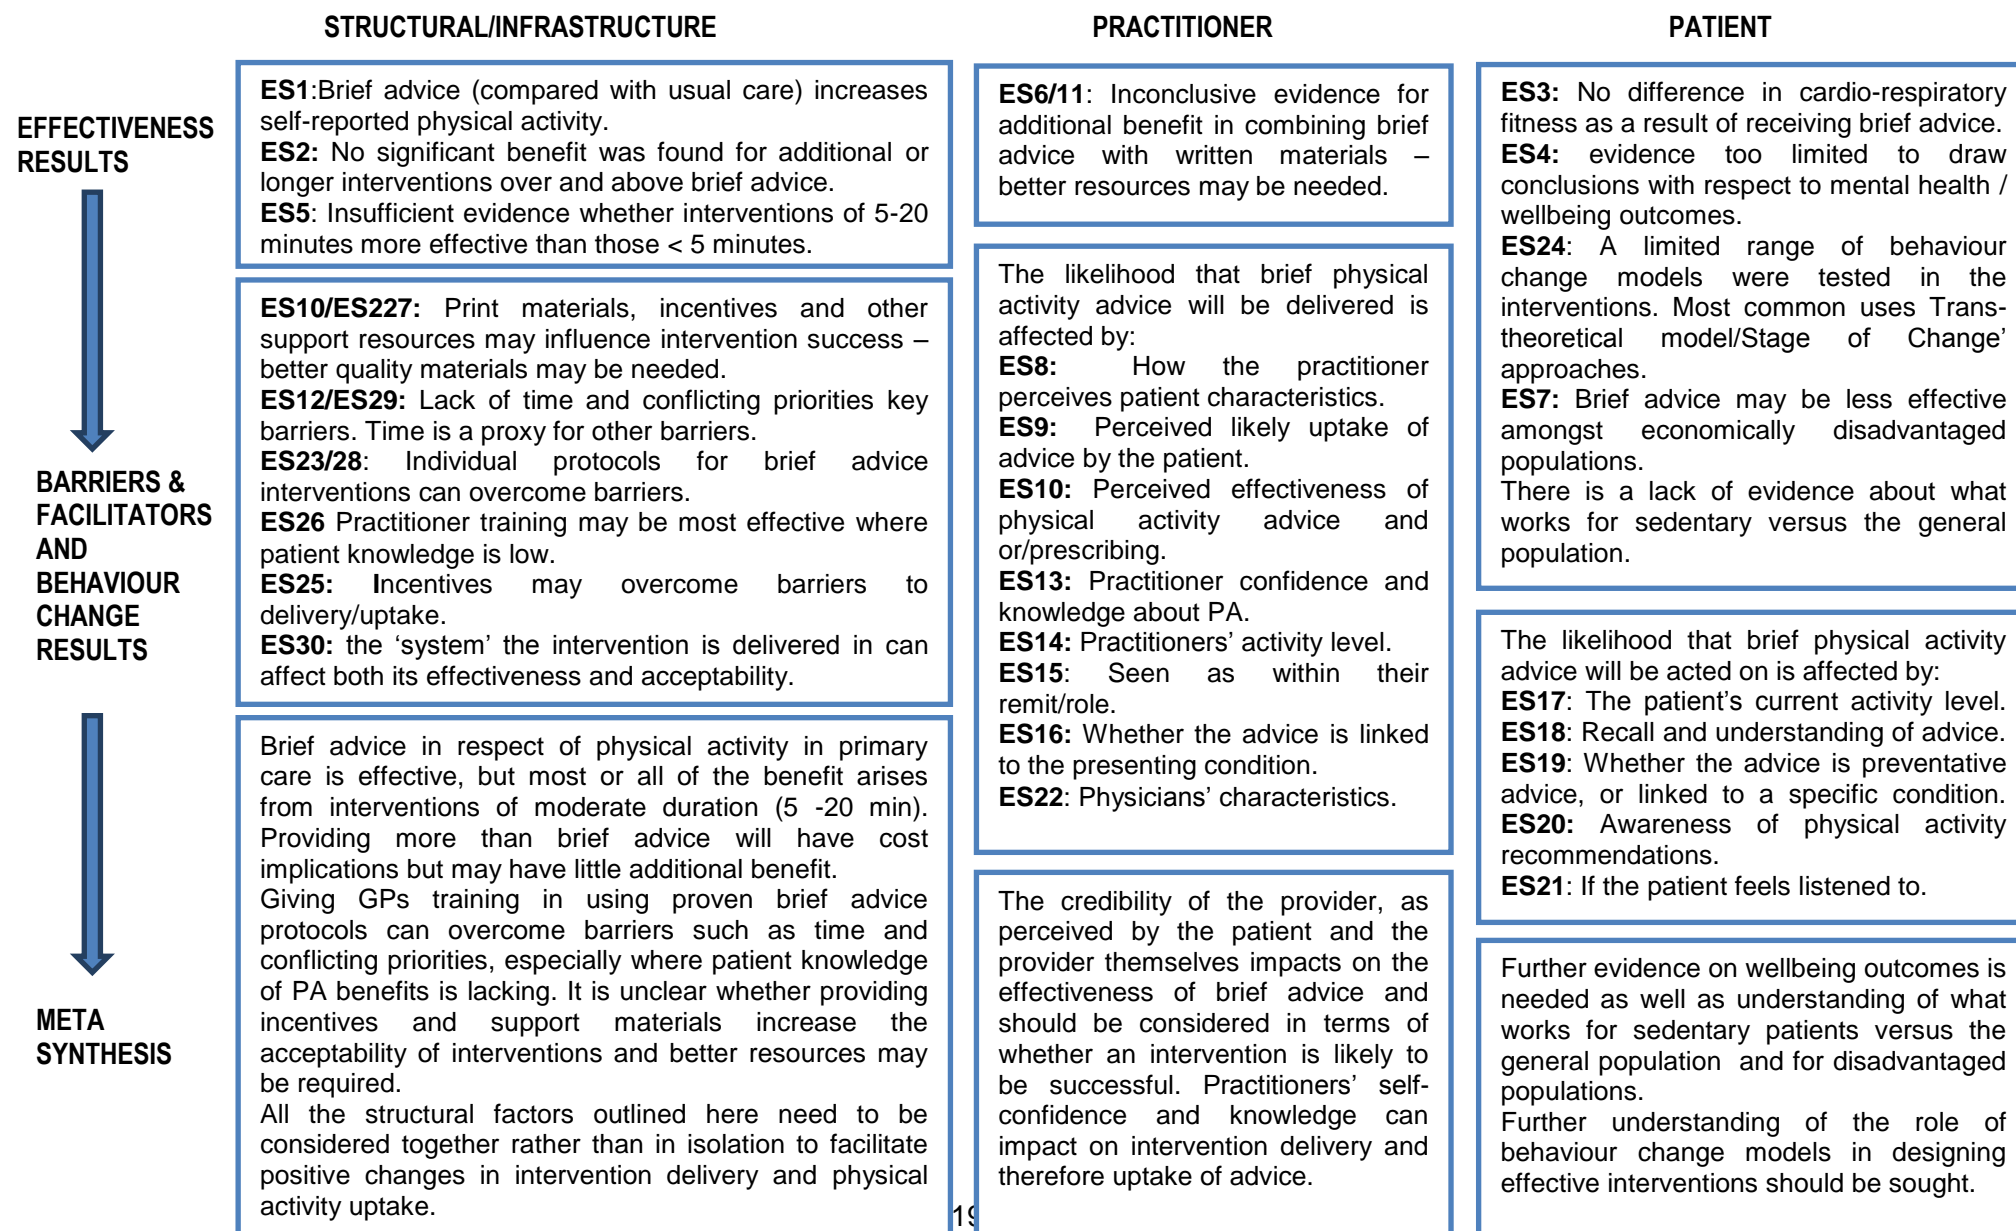 STRUCTURAL/INFRASTRUCTURE
PRACTITIONER
PATIENT
EFFECTIVENESS
RESULTS
ES1:Brief advice (compared with usual care) increases
self-reported physical activity.
ES2: No significant benefit was found for additional or
longer interventions over and above brief advice.
ES5: Insufficient evidence whether interventions of 5-20
minutes more effective than those < 5 minutes.
ES6/11: Inconclusive evidence for
additional benefit in combining brief
advice with written materials –
better resources may be needed.
ES3: No difference in cardio-respiratory
fitness as a result of receiving brief advice.
ES4: evidence too limited to draw
conclusions with respect to mental health /
wellbeing outcomes.
ES24: A limited range of behaviour
change models were tested in the
interventions. Most common uses Trans-
theoretical model/Stage of Change’
approaches.
ES7: Brief advice may be less effective
amongst economically disadvantaged
populations.
There is a lack of evidence about what
works for sedentary versus the general
population.
BARRIERS &
FACILITATORS
AND
BEHAVIOUR
CHANGE
RESULTS
ES10/ES227: Print materials, incentives and other
support resources may influence intervention success –
better quality materials may be needed.
ES12/ES29: Lack of time and conflicting priorities key
barriers. Time is a proxy for other barriers.
ES23/28: Individual protocols for brief advice
interventions can overcome barriers.
ES26 Practitioner training may be most effective where
patient knowledge is low.
ES25: Incentives may overcome barriers to
delivery/uptake.
ES30: the ‘system’ the intervention is delivered in can
affect both its effectiveness and acceptability.
The likelihood that brief physical
activity advice will be delivered is
affected by:
ES8: How the practitioner
perceives patient characteristics.
ES9: Perceived likely uptake of
advice by the patient.
ES10: Perceived effectiveness of
physical activity advice and
or/prescribing.
ES13: Practitioner confidence and
knowledge about PA.
ES14: Practitioners’ activity level.
ES15: Seen as within their
remit/role.
ES16: Whether the advice is linked
to the presenting condition.
ES22: Physicians’ characteristics.
The likelihood that brief physical activity
advice will be acted on is affected by:
ES17: The patient’s current activity level.
ES18: Recall and understanding of advice.
ES19: Whether the advice is preventative
advice, or linked to a specific condition.
ES20: Awareness of physical activity
recommendations.
ES21: If the patient feels listened to.
META
SYNTHESIS
Brief advice in respect of physical activity in primary
care is effective, but most or all of the benefit arises
from interventions of moderate duration (5 -20 min).
Providing more than brief advice will have cost
implications but may have little additional benefit.
Giving GPs training in using proven brief advice
protocols can overcome barriers such as time and
conflicting priorities, especially where patient knowledge
of PA benefits is lacking. It is unclear whether providing
incentives and support materials increase the
acceptability of interventions and better resources may
be required.
All the structural factors outlined here need to be
considered together rather than in isolation to facilitate
positive changes in intervention delivery and physical
activity uptake.
The credibility of the provider, as
perceived by the patient and the
provider themselves impacts on the
effectiveness of brief advice and
should be considered in terms of
whether an intervention is likely to
be successful. Practitioners’ self-
confidence and knowledge can
impact on intervention delivery and
therefore uptake of advice.
Further evidence on wellbeing outcomes is
needed as well as understanding of what
works for sedentary patients versus the
general population and for disadvantaged
populations.
Further understanding of the role of
behaviour change models in designing
effective interventions should be sought.